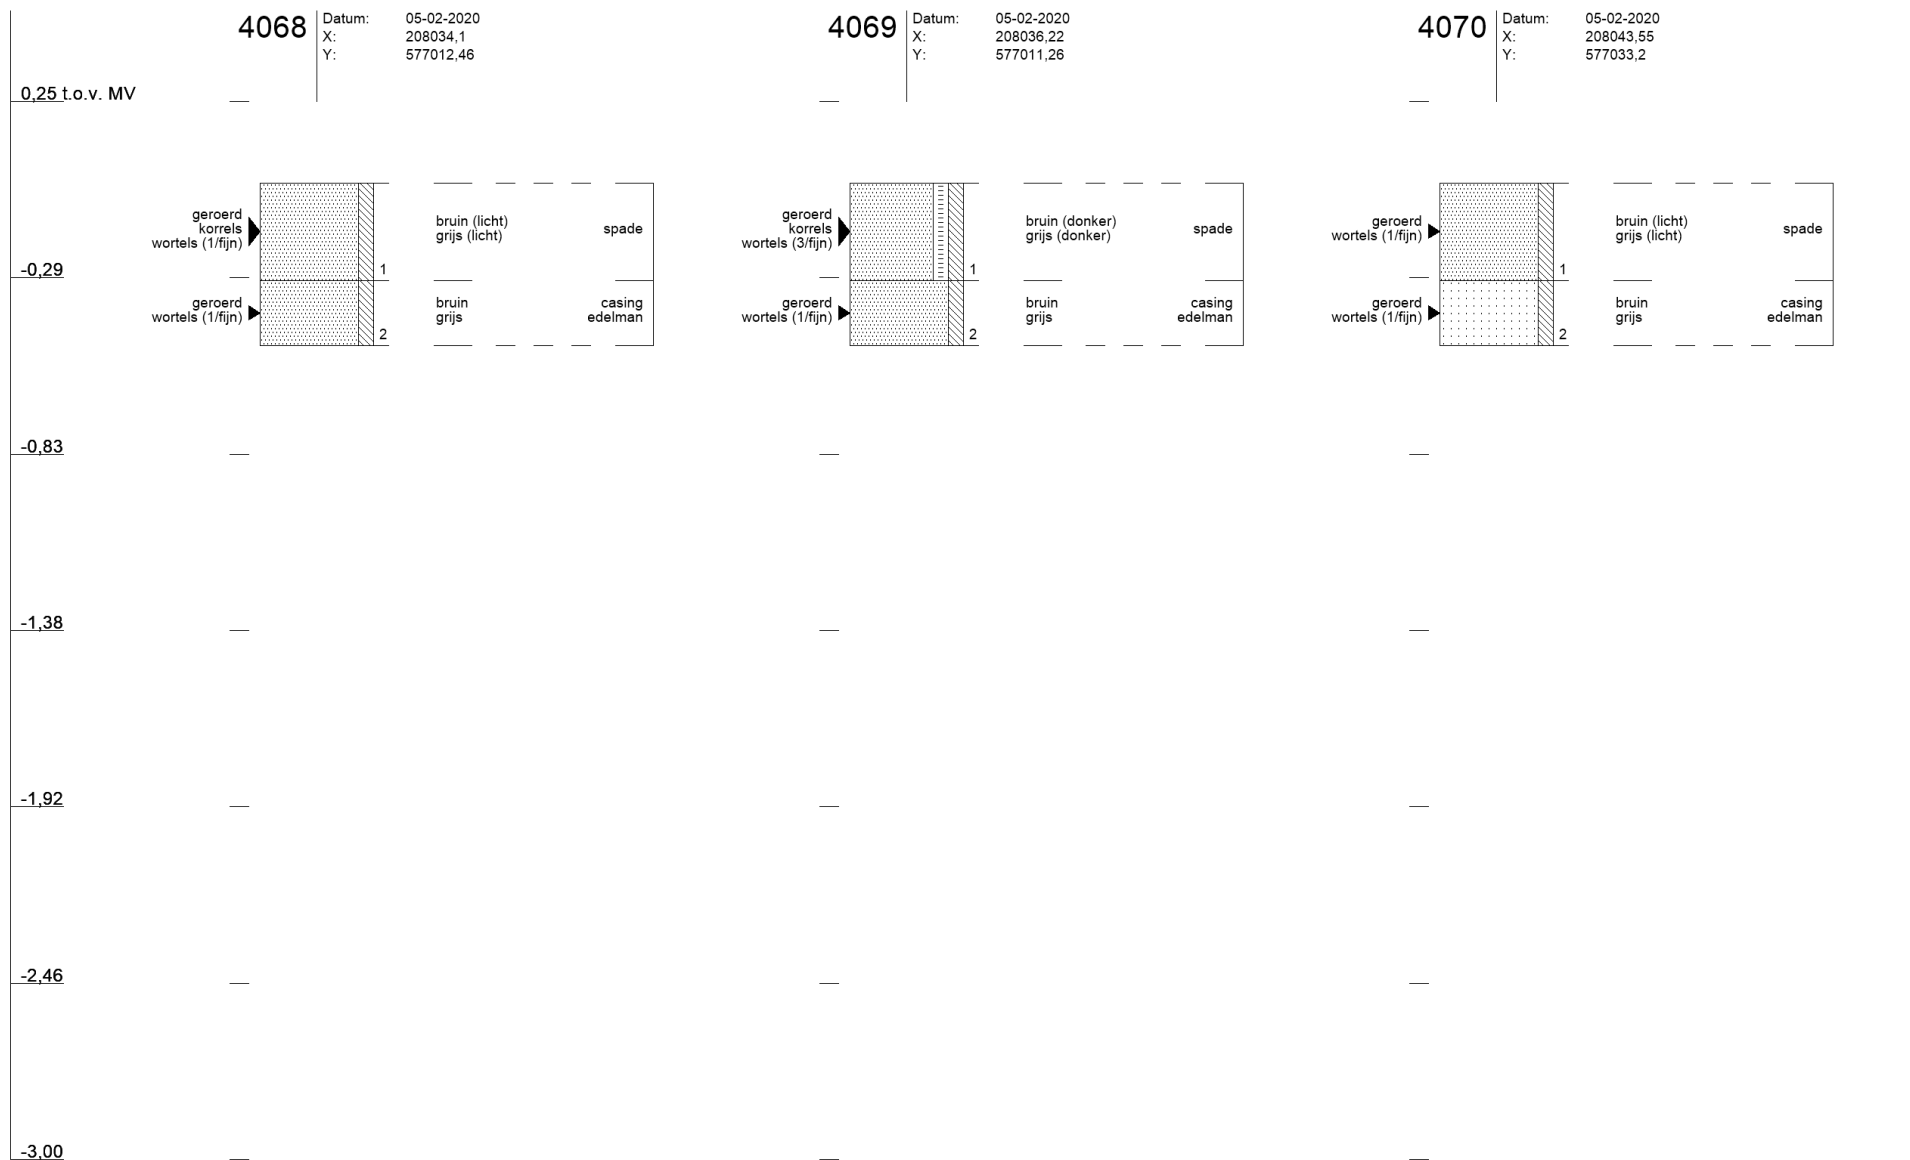 4068
Datum: 05-02-2020
X: 208034,1
Y: 577012,46
4069
Datum: 05-02-2020
X: 208036,22
Y: 577011,26
4070
Datum: 05-02-2020
X: 208043,55
Y: 577033,2
0,25 t.o.v. MV
-0,29
-0,83
-1,38
-1,92
-2,46
-3,00
geroerd
korrels
wortels (1/fijn)
1
bruin (licht)
grijs (licht)
spade
geroerd
wortels (1/fijn)
2
bruin
grijs
casing
edelman
geroerd
korrels
wortels (3/fijn)
1
bruin (donker)
grijs (donker)
spade
geroerd
wortels (1/fijn)
2
bruin
grijs
casing
edelman
geroerd
wortels (1/fijn)
1
bruin (licht)
grijs (licht)
spade
geroerd
wortels (1/fijn)
2
bruin
grijs
casing
edelman